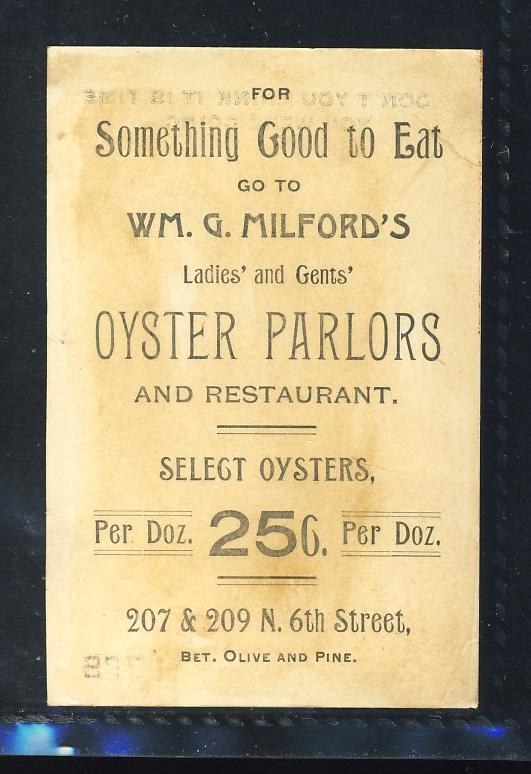 FOR
Something Good to Eat
GO TO
WM. G. MILFORD'S
Ladies' and Gents'
OYSTER PARLORS
AND RESTAURANT.
SELECT OYSTERS,
Per Doz. 25C. Per Doz.
207 & 209 N. 6th Street,
BET. OLIVE AND PINE.